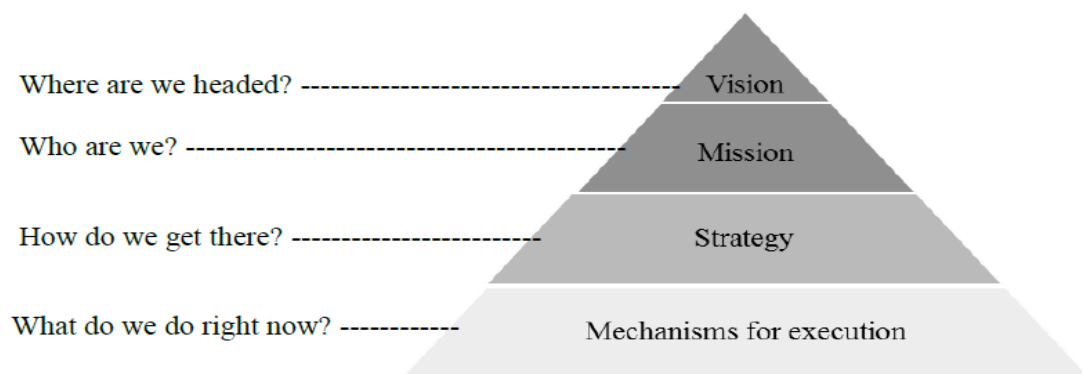 Where are we headed? -------------------------------------- Vision
Who are we? -------------------------------------------- Mission
How do we get there? ------------------------- Strategy
What do we do right now? ------------ Mechanisms for execution